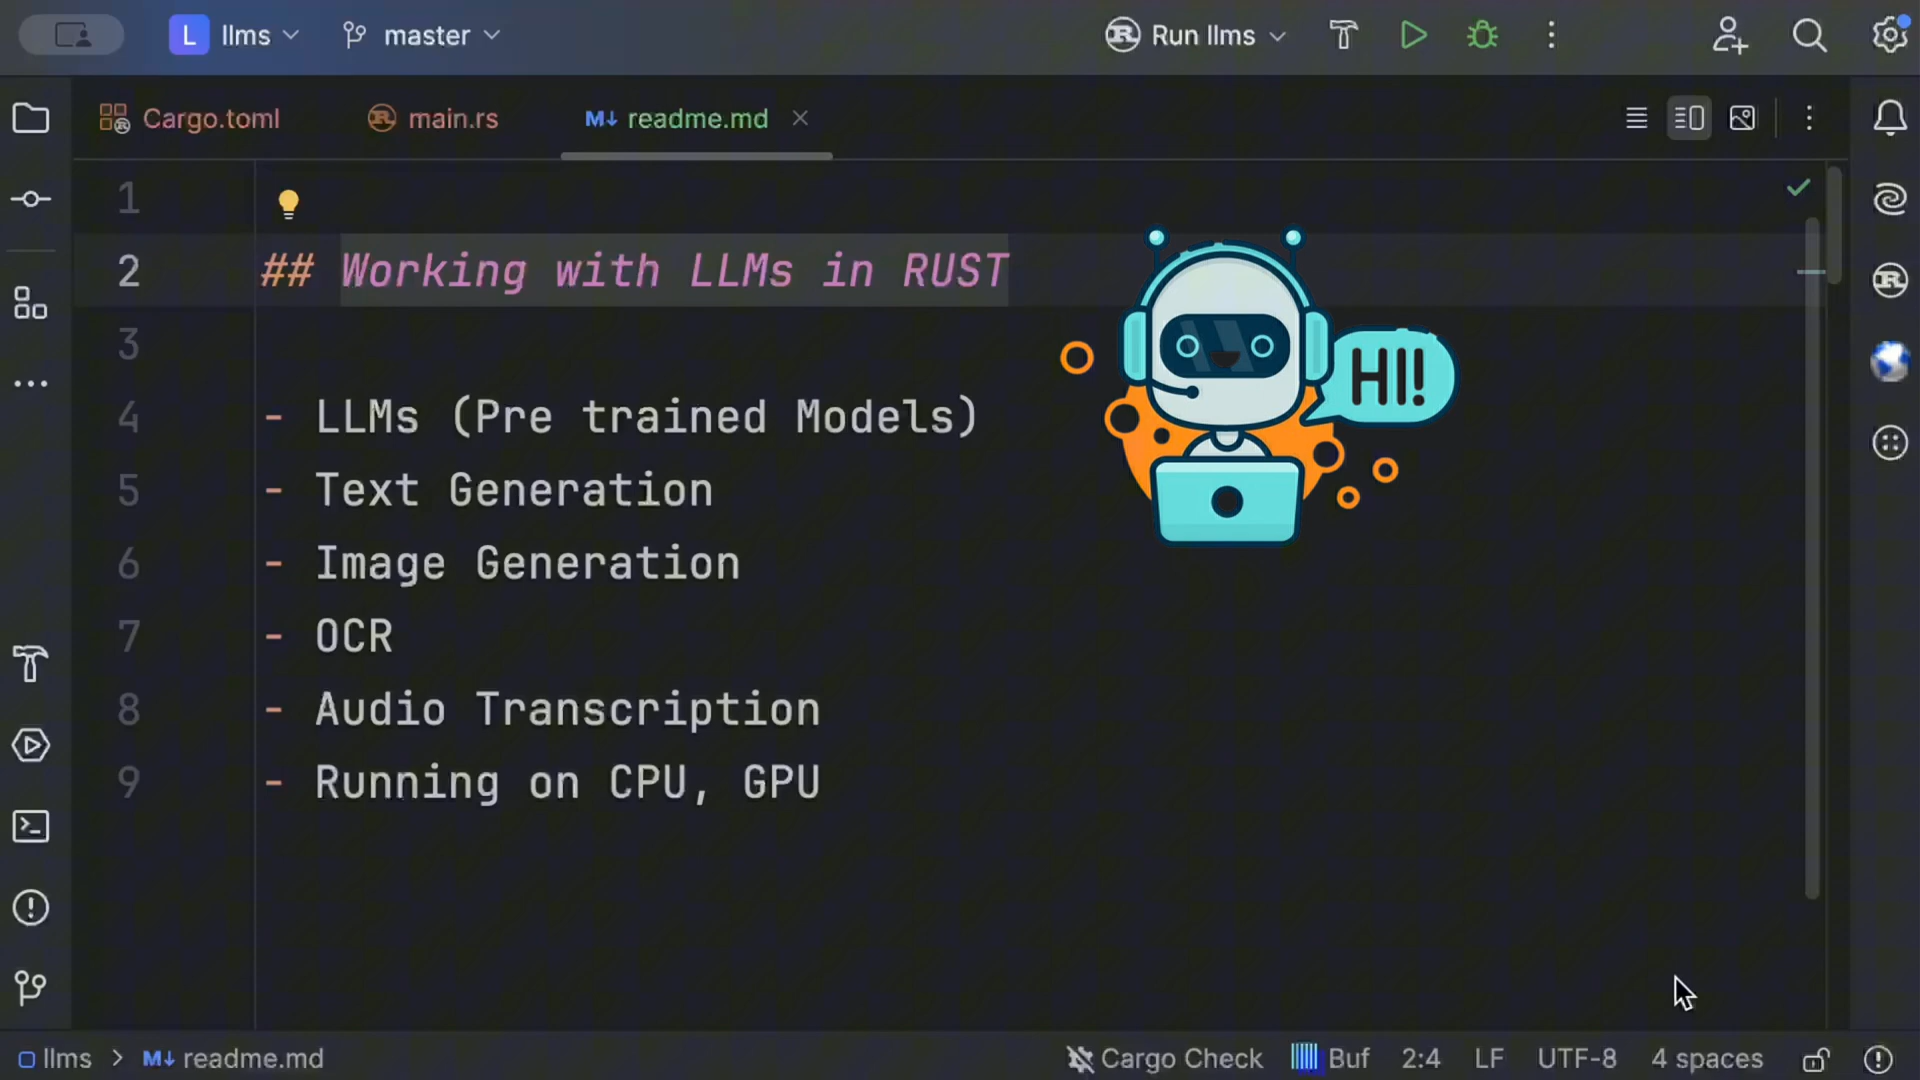 L llms master Run llms
Cargo.toml main.rs M↓ readme.md
1
2 ## Working with LLMs in RUST
3
4 - LLMs (Pre trained Models)
5 - Text Generation
6 - Image Generation
7 - OCR
8 - Audio Transcription
9 - Running on CPU, GPU
HI!
llms > M↓ readme.md Cargo Check Buf 2:4 LF UTF-8 4 spaces